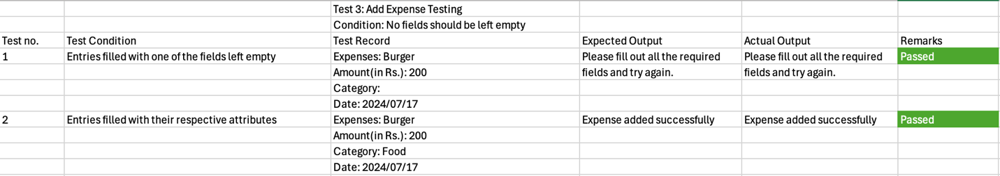 Test 3: Add Expense Testing
Condition: No fields should be left empty
Test no. Test Condition Test Record Expected Output Actual Output Remarks
1 Entries filled with one of the fields left empty Expenses: Burger Please fill out all the required Please fill out all the required Passed
Amount(in Rs.): 200 fields and try again. fields and try again.
Category:
Date: 2024/07/17
2 Entries filled with their respective attributes Expenses: Burger Expense added successfully Expense added successfully Passed
Amount(in Rs.): 200
Category: Food
Date: 2024/07/17